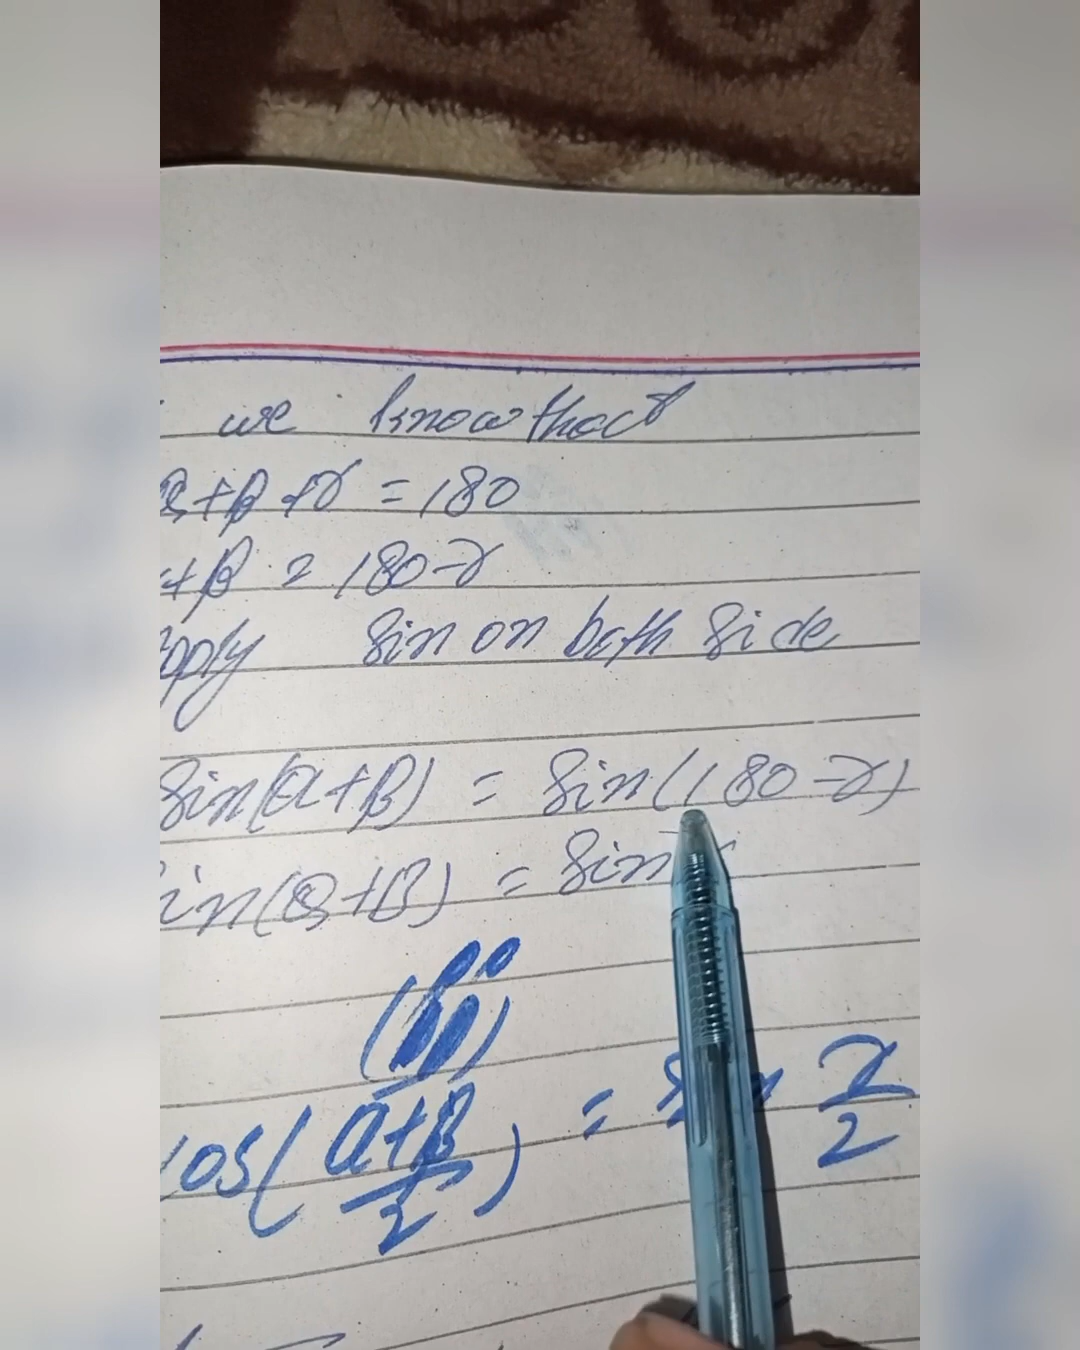 we know that
α+β+γ = 180
+β = 180-γ
apply sin on both side
sin(α+β) = sin(180-γ)
sin(α+β) = sin
(ii)
cos(α+β/2) = γ/2